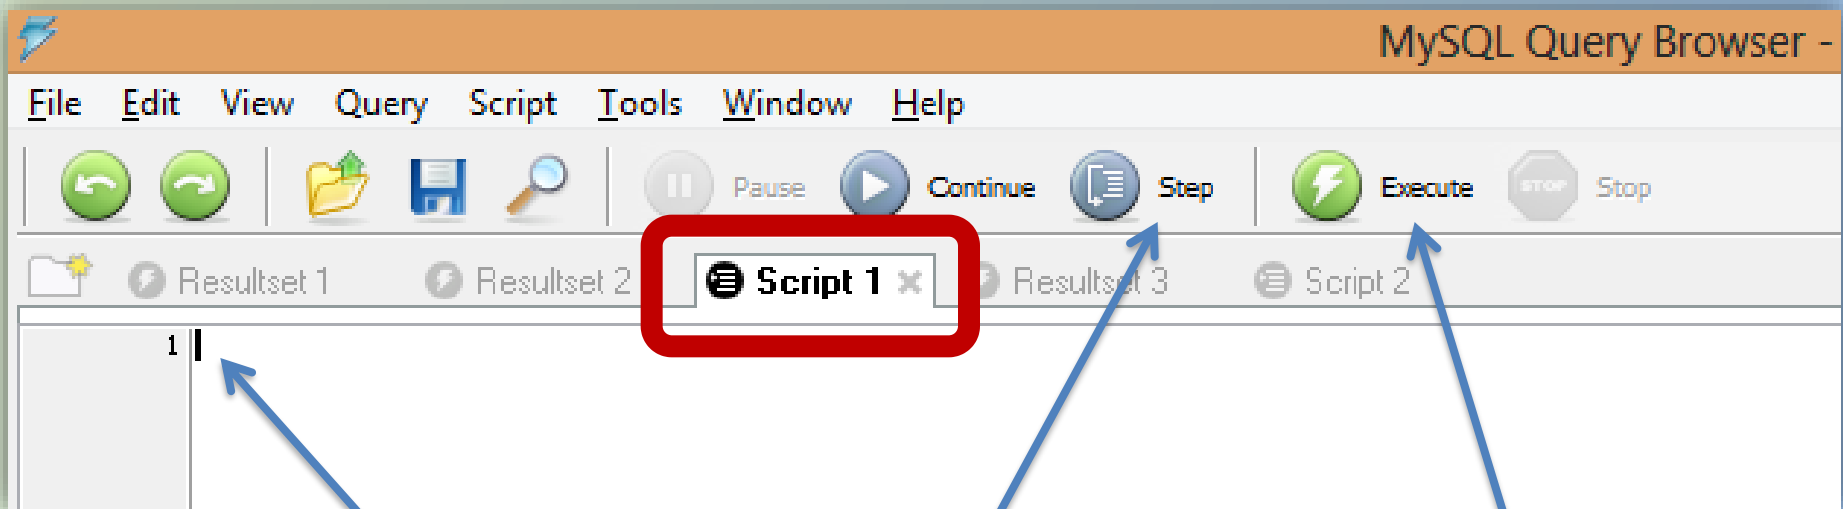 MySQL Query Browser -
File Edit View Query Script Tools Window Help
Pause Continue Step Execute STOP Stop
Resultset 1 Resultset 2 Script 1 Resultset 3 Script 2
1